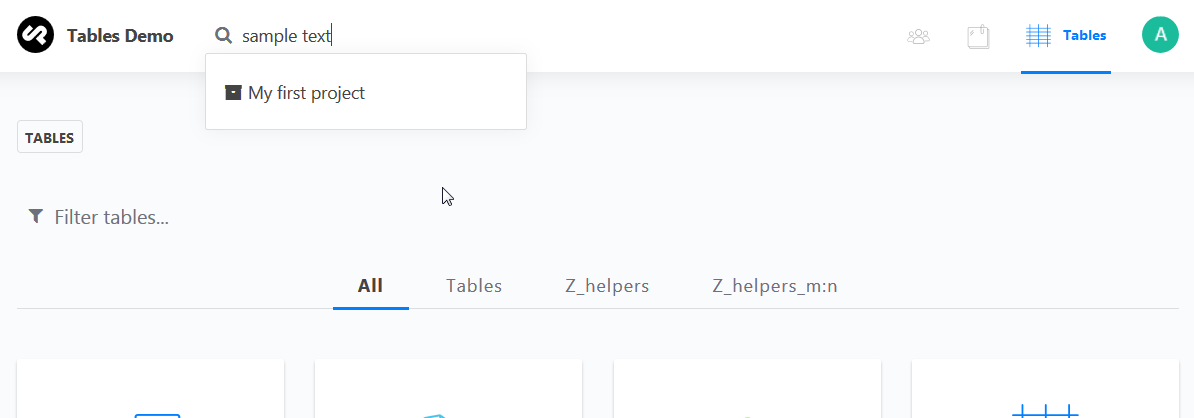 Tables Demo
sample text
Tables
A
My first project
TABLES
Filter tables...
All
Tables
Z_helpers
Z_helpers_m:n